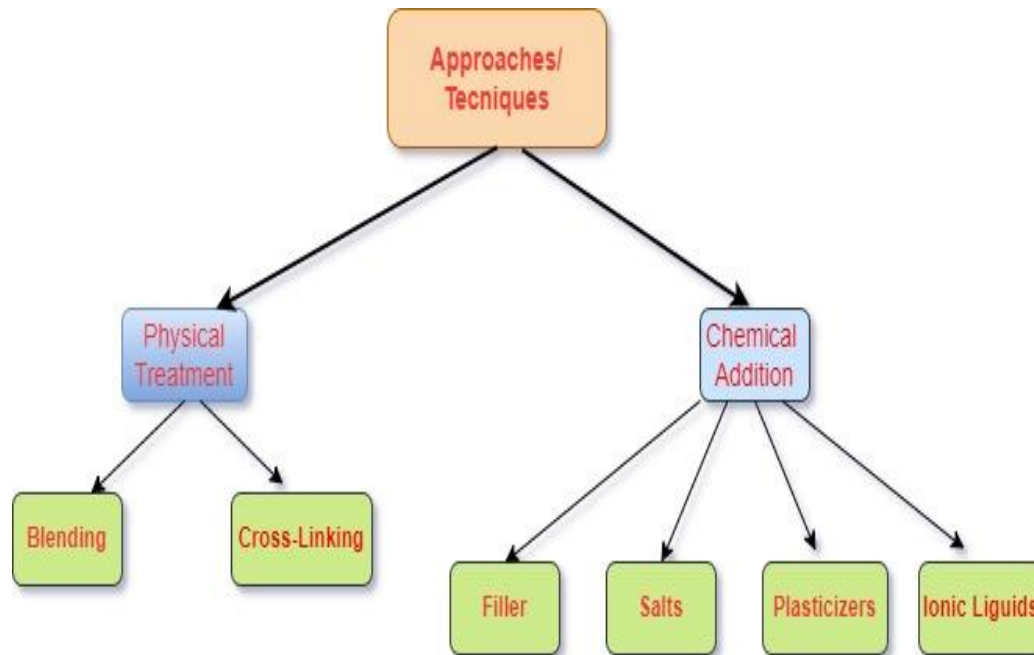 Approaches/
Tecniques
Physical
Treatment
Chemical
Addition
Blending
Cross-Linking
Filler
Salts
Plasticizers
Ionic Liguids